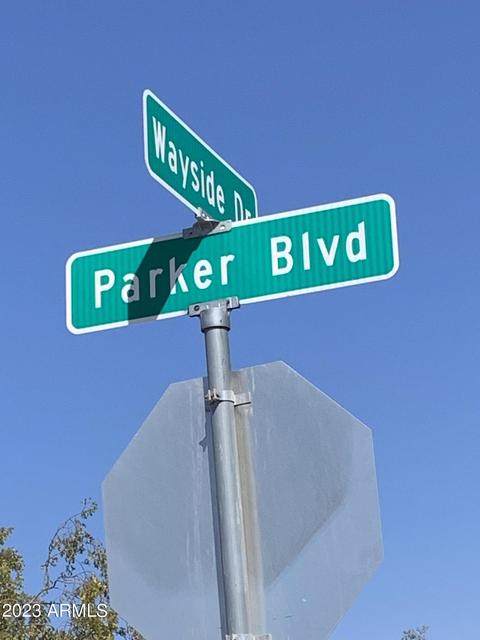 Wayside Dr
Parker Blvd
2023 ARMLS